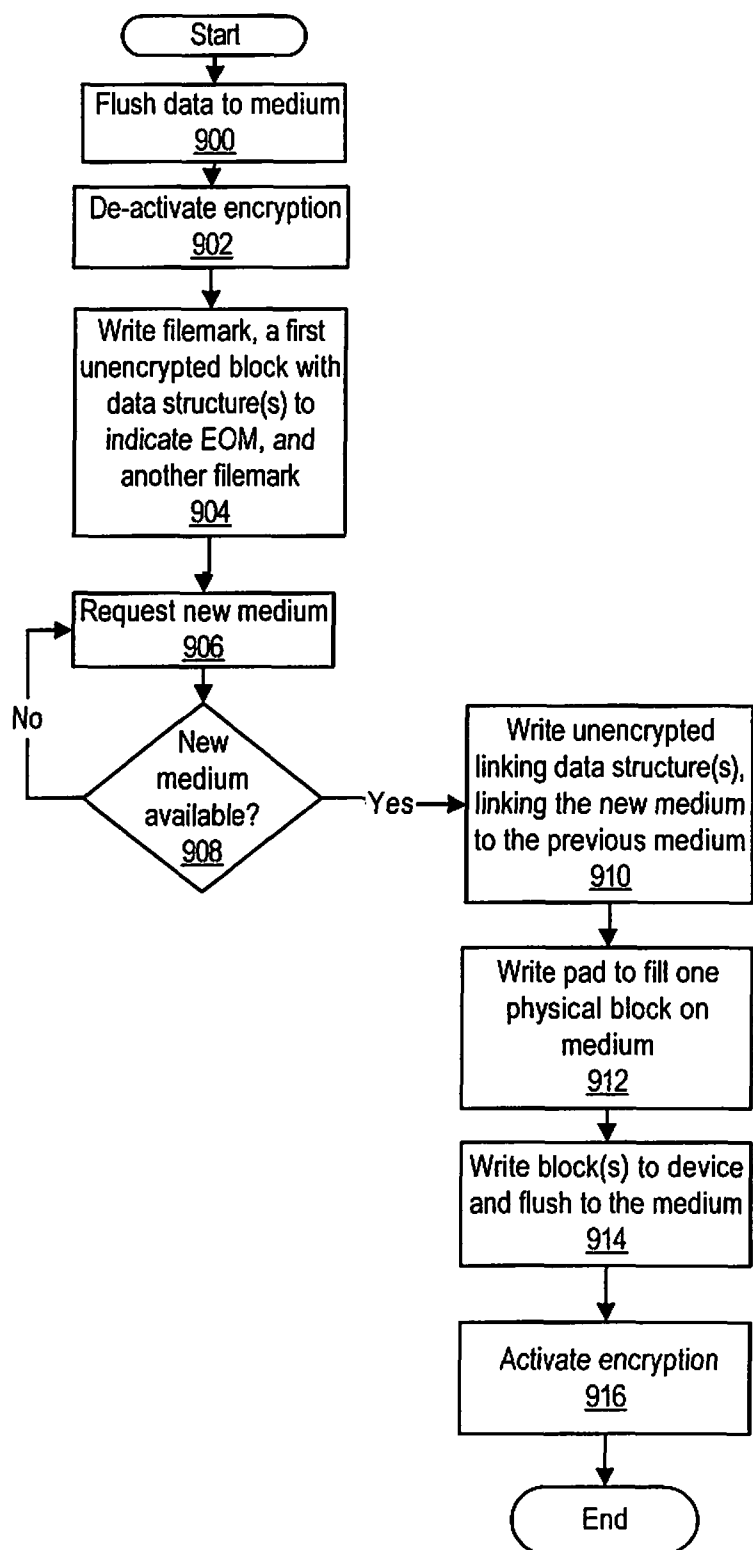 Start
Flush data to medium
900
De-activate encryption
902
Write filemark, a first
unencrypted block with
data structure(s) to
indicate EOM, and
another filemark
904
Request new medium
906
No
New
medium
available?
908
Yes
Write unencrypted
linking data structure(s),
linking the new medium
to the previous medium
910
Write pad to fill one
physical block on
medium
912
Write block(s) to device
and flush to the medium
914
Activate encryption
916
End